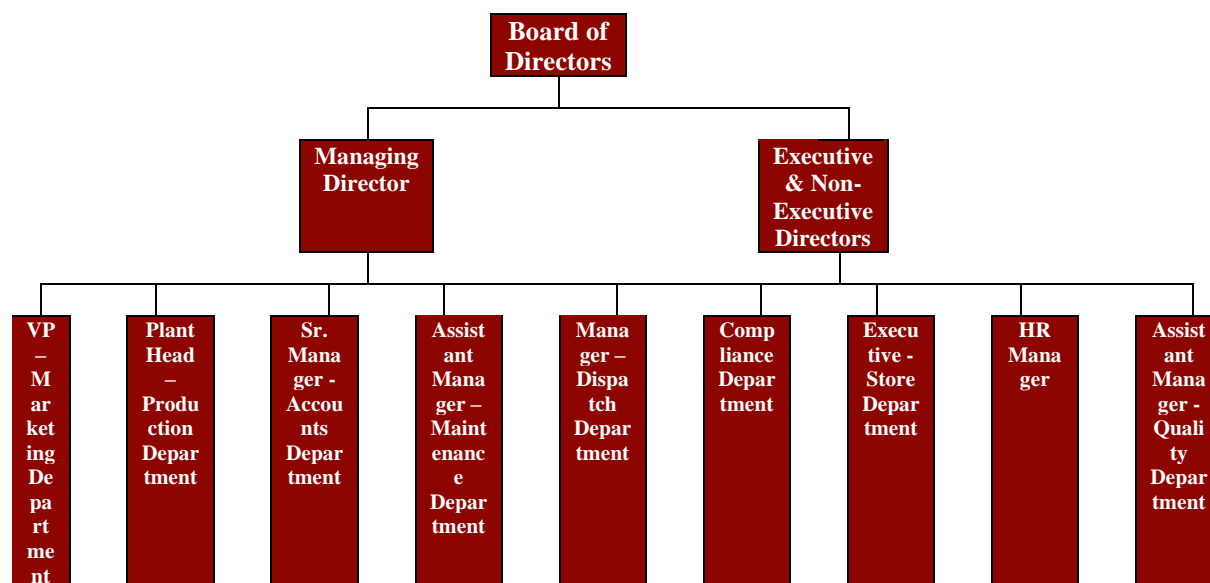 Board of
Directors
Managing
Director
Executive
& Non-
Executive
Directors
VP
–
M
ar
ket
ing
De
pa
rt
me
nt
Plant
Head
–
Produ
ction
Depar
tment
Sr.
Mana
ger -
Accou
nts
Depar
tment
Assist
ant
Mana
ger –
Maint
enanc
e
Depar
tment
Mana
ger –
Dispa
tch
Depar
tment
Comp
liance
Depar
tment
Execu
tive -
Store
Depar
tment
HR
Mana
ger
Assist
ant
Mana
ger -
Quali
ty
Depar
tment